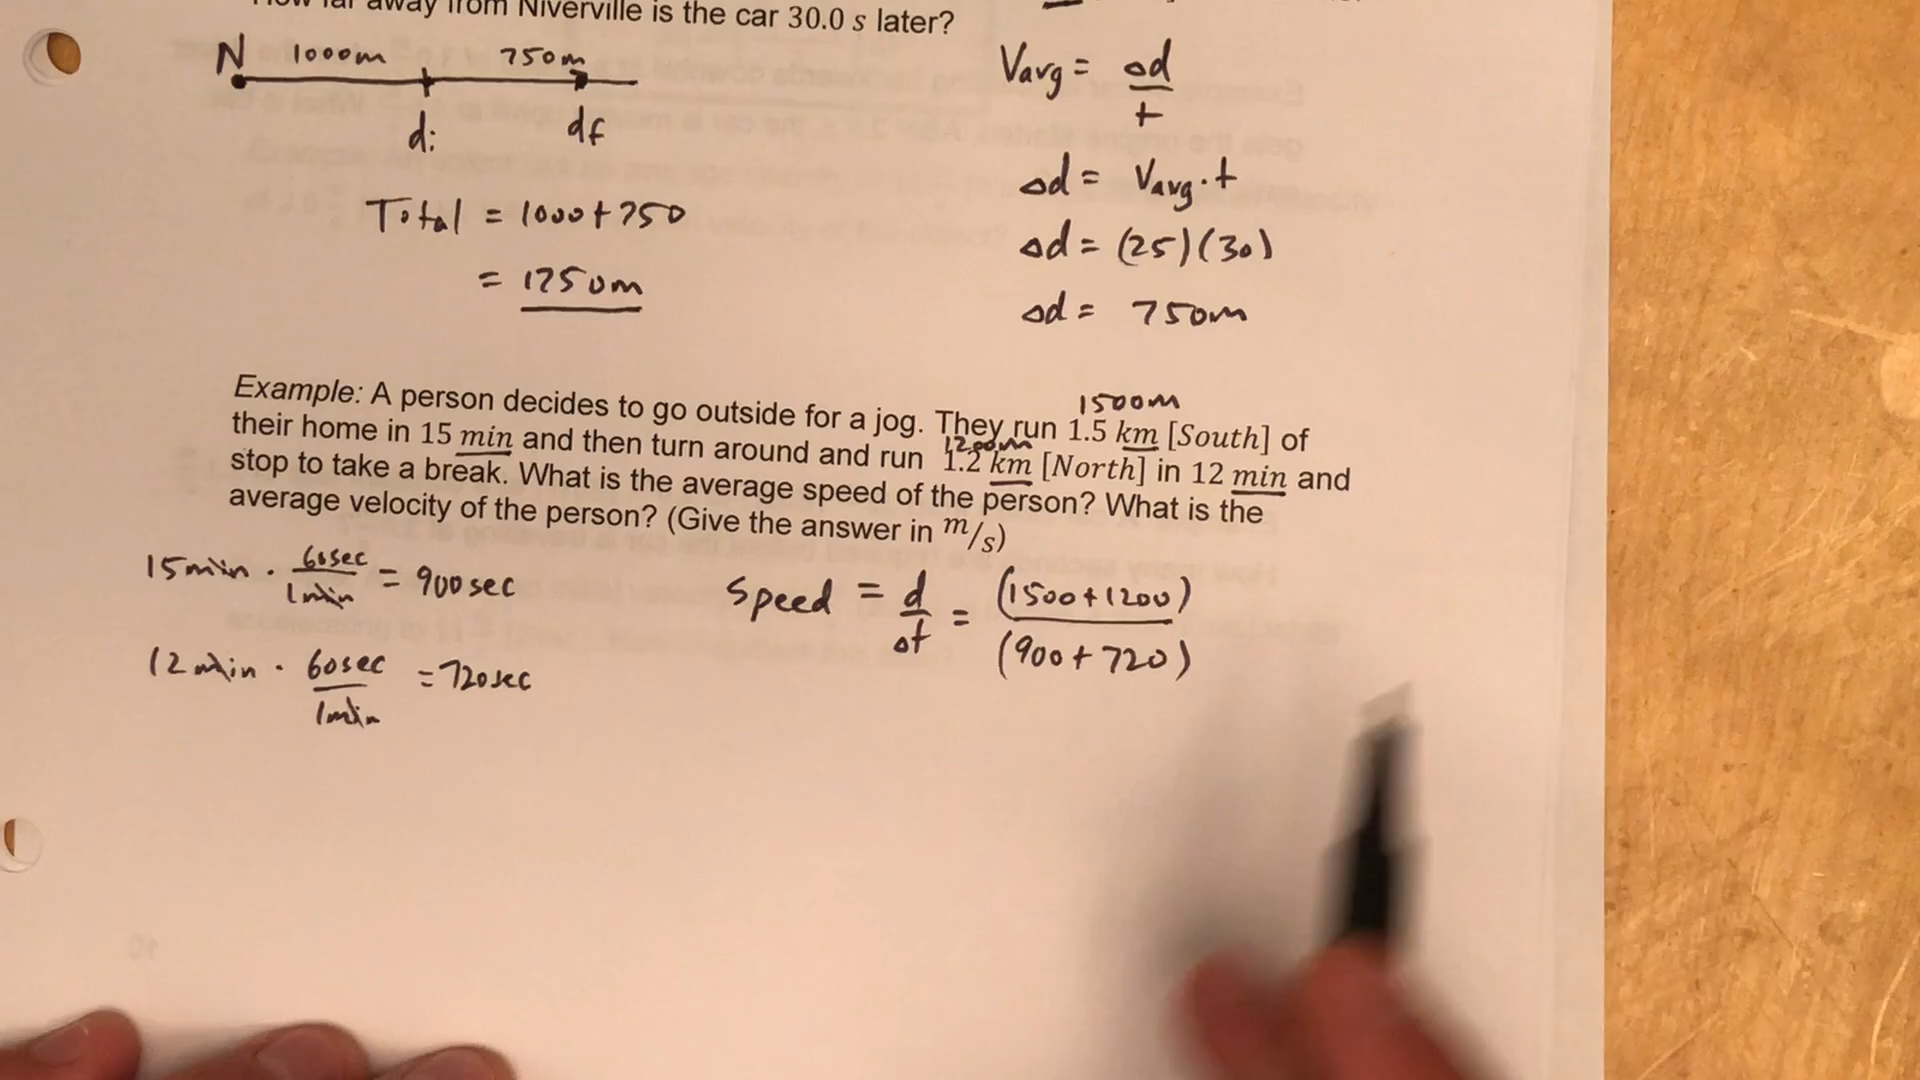 away from Niverville is the car 30.0 s later?
N 1000m 750m
di df
Total = 1000+750
= 1750m
Vavg = Δd/t
Δd = Vavg·t
Δd = (25)(30)
Δd = 750m
Example: A person decides to go outside for a jog. They run 1.5 km [South] of
1500m
their home in 15 min and then turn around and run 1.2 km [North] in 12 min and
1200m
stop to take a break. What is the average speed of the person? What is the
average velocity of the person? (Give the answer in m/s)
15min · 60sec/1min = 900sec
12min · 60sec/1min = 720sec
Speed = d/Δt = (1500+1200)/(900+720)